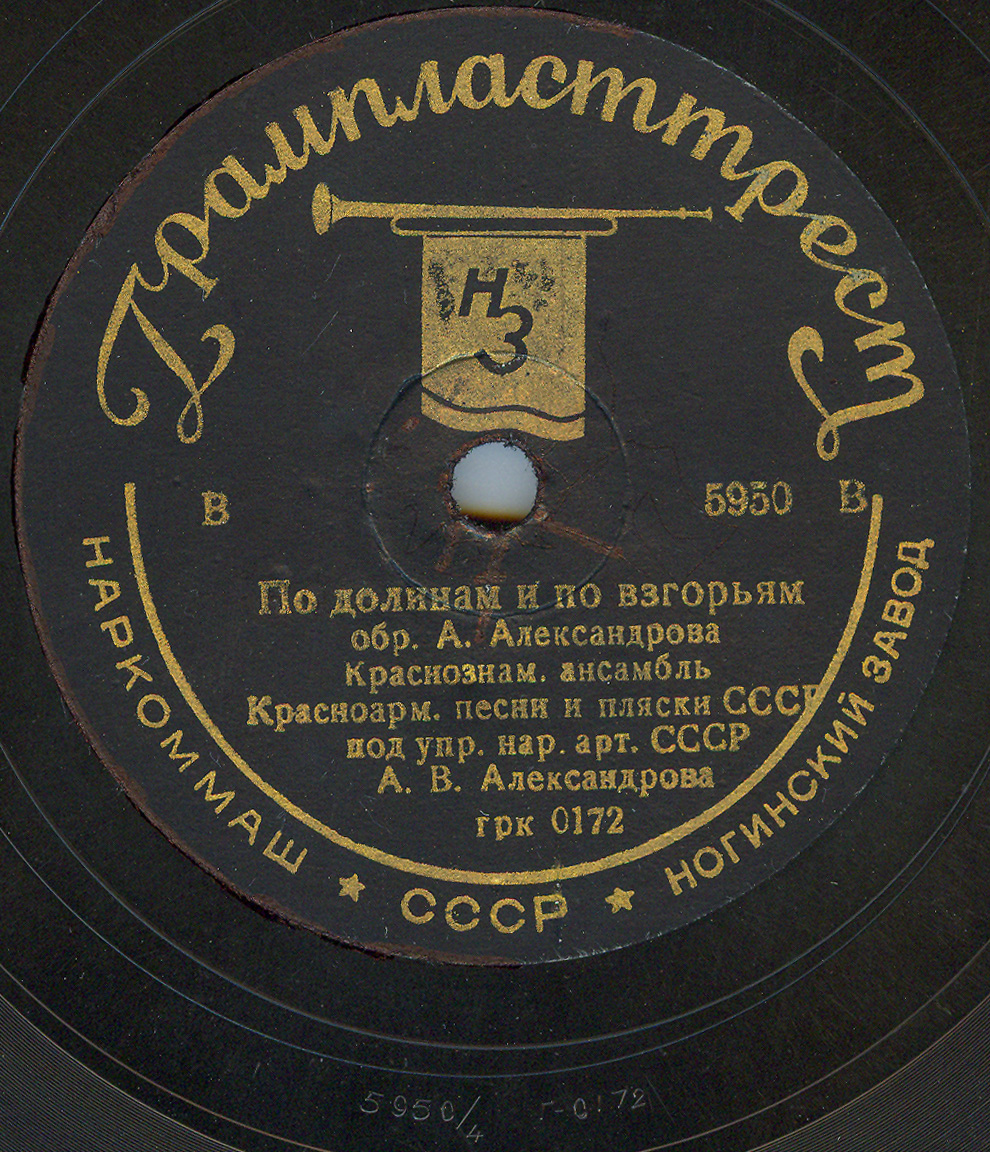 Грампласттрест
НЗ
В 5950 В
По долинам и по взгорьям
обр. А. Александрова
Краснознам. ансамбль
Красноарм. песни и пляски СССР
под упр. нар. арт. СССР
А. В. Александрова
грк 0172
НАРКОММАШ ★ СССР ★ НОГИНСКИЙ ЗАВОД
5950/4 Г-0172